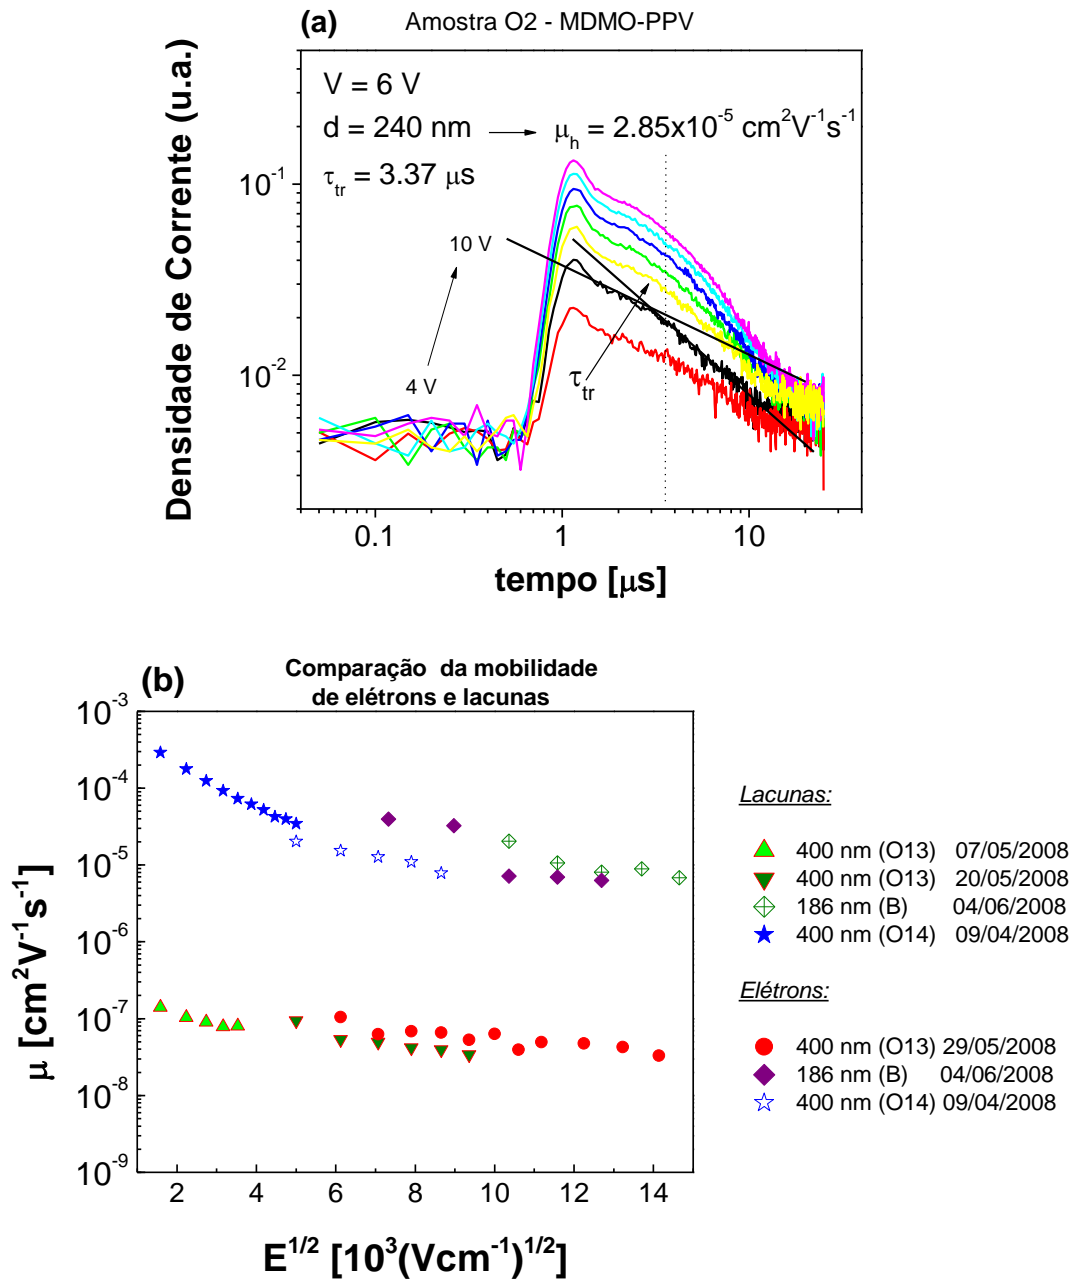 (a) Amostra O2 - MDMO-PPV
Densidade de Corrente (u.a.)
V = 6 V
d = 240 nm → μh = 2.85x10⁻⁵ cm²V⁻¹s⁻¹
τtr = 3.37 μs
10⁻¹
10 V
4 V
τtr
10⁻²
0.1 1 10
tempo [μs]
(b) Comparação da mobilidade
de elétrons e lacunas
μ [cm²V⁻¹s⁻¹]
10⁻³
10⁻⁴
10⁻⁵
10⁻⁶
10⁻⁷
10⁻⁸
10⁻⁹
2 4 6 8 10 12 14
E¹ᐟ² [10³(Vcm⁻¹)¹ᐟ²]
Lacunas:
400 nm (O13) 07/05/2008
400 nm (O13) 20/05/2008
186 nm (B) 04/06/2008
400 nm (O14) 09/04/2008
Elétrons:
400 nm (O13) 29/05/2008
186 nm (B) 04/06/2008
400 nm (O14) 09/04/2008